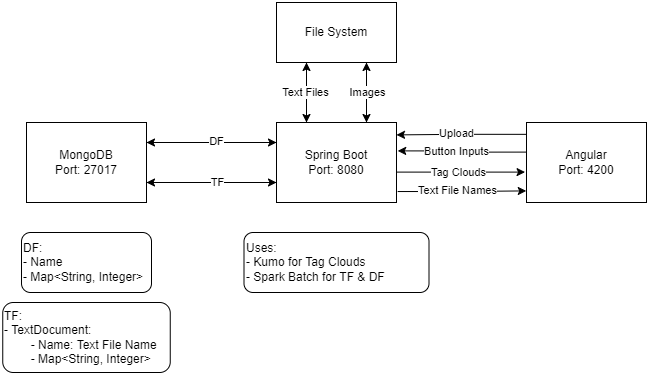 File System
Text Files
Images
MongoDB
Port: 27017
DF
TF
Spring Boot
Port: 8080
Upload
Button Inputs
Tag Clouds
Text File Names
Angular
Port: 4200
DF:
- Name
- Map<String, Integer>
Uses:
- Kumo for Tag Clouds
- Spark Batch for TF & DF
TF:
- TextDocument:
- Name: Text File Name
- Map<String, Integer>